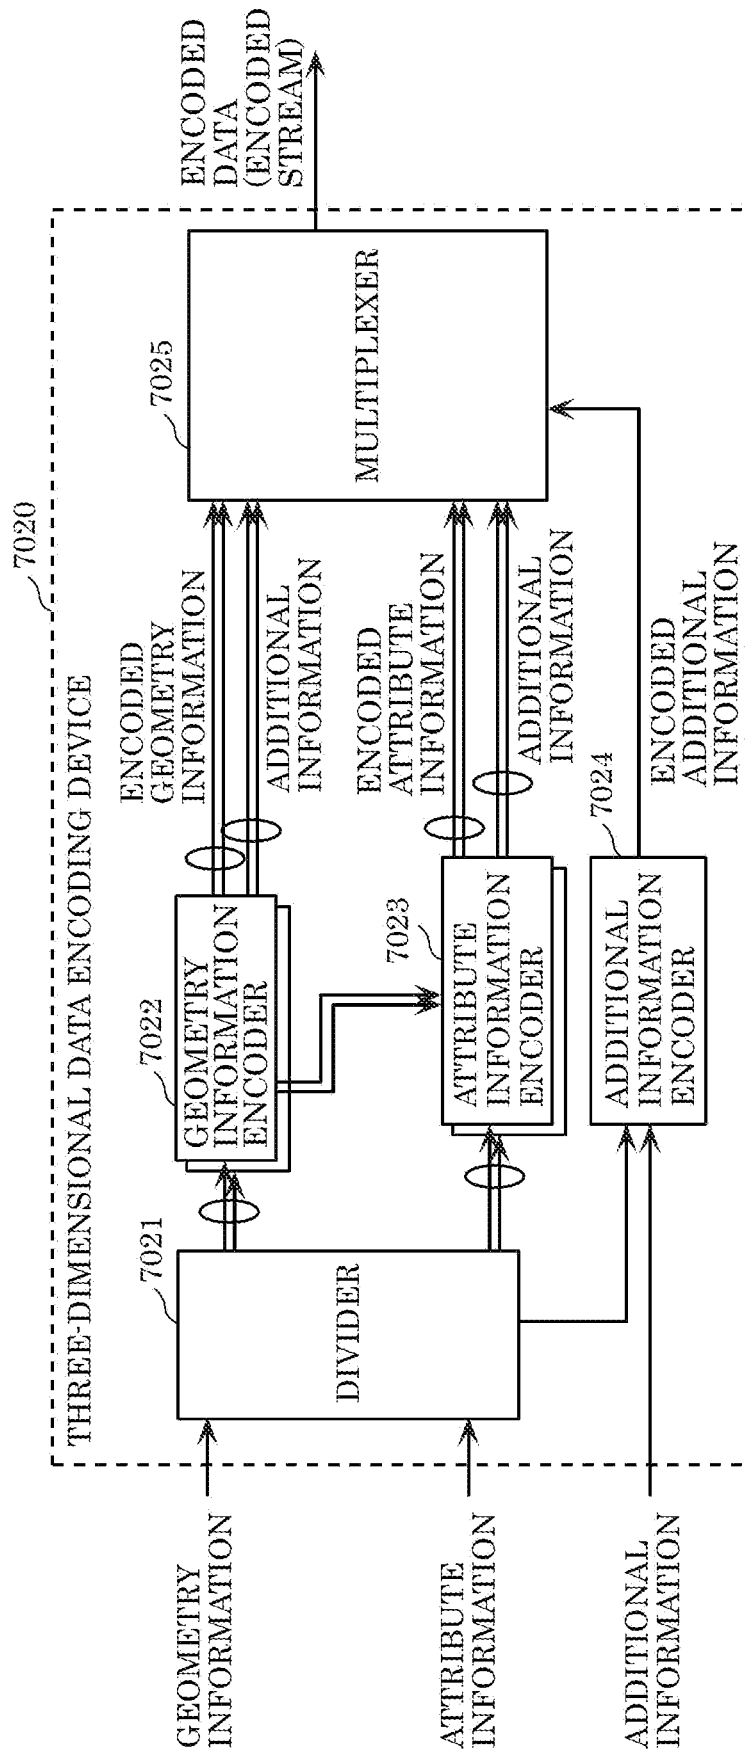 THREE-DIMENSIONAL DATA ENCODING DEVICE
7020
GEOMETRY
INFORMATION
ATTRIBUTE
INFORMATION
ADDITIONAL
INFORMATION
7021
DIVIDER
7022
GEOMETRY
INFORMATION
ENCODER
7023
ATTRIBUTE
INFORMATION
ENCODER
7024
ADDITIONAL
INFORMATION
ENCODER
ENCODED
GEOMETRY
INFORMATION
ADDITIONAL
INFORMATION
ENCODED
ATTRIBUTE
INFORMATION
ADDITIONAL
INFORMATION
ENCODED
ADDITIONAL
INFORMATION
7025
MULTIPLEXER
ENCODED
DATA
(ENCODED
STREAM)